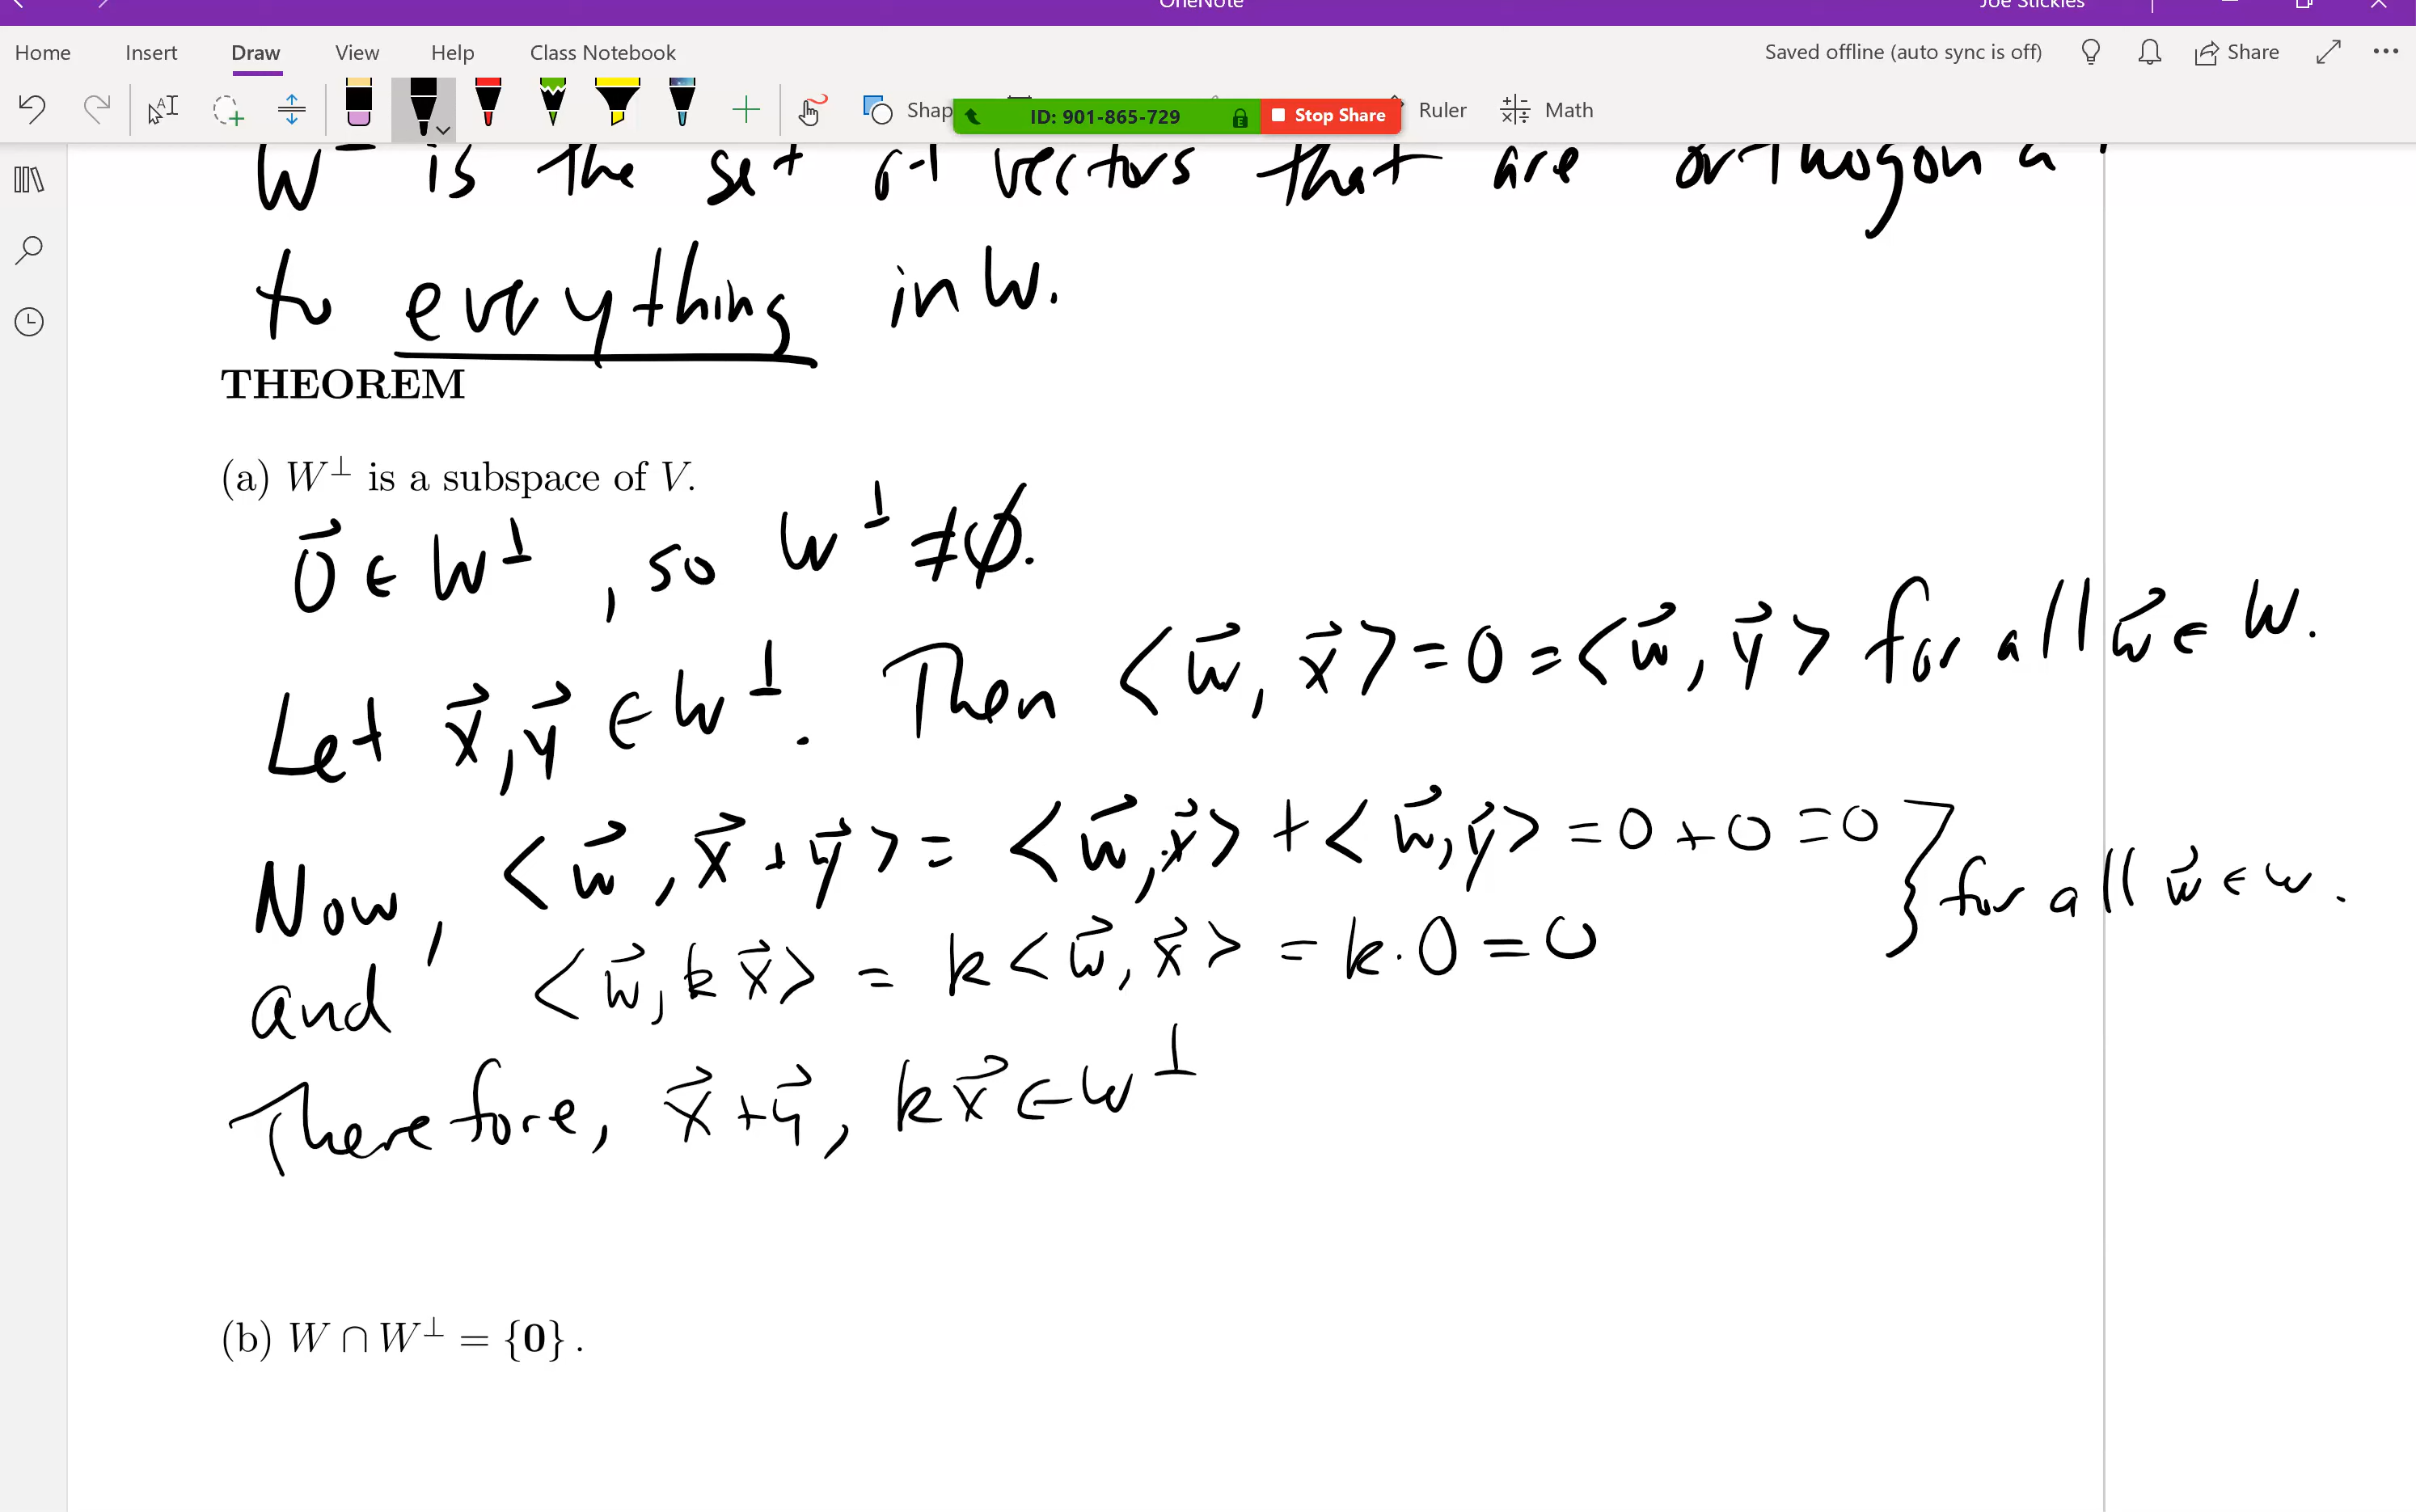 OneNote
Joe Stickles
Home Insert Draw View Help Class Notebook
Saved offline (auto sync is off) Share
Shap ID: 901-865-729 Stop Share Ruler Math
W⊥ is the set of vectors that are orthogonal
to everything in W.
THEOREM
(a) W⊥ is a subspace of V.
0⃗ ∈ W⊥, so W⊥ ≠ ∅.
Let x⃗, y⃗ ∈ W⊥. Then <w⃗, x⃗> = 0 = <w⃗, y⃗> for all w⃗ ∈ W.
Now, <w⃗, x⃗+y⃗> = <w⃗, x⃗> + <w⃗, y⃗> = 0 + 0 = 0
and <w⃗, kx⃗> = k<w⃗, x⃗> = k·0 = 0
} for all w⃗ ∈ W.
Therefore, x⃗+y⃗, kx⃗ ∈ W⊥
(b) W ∩ W⊥ = {0}.